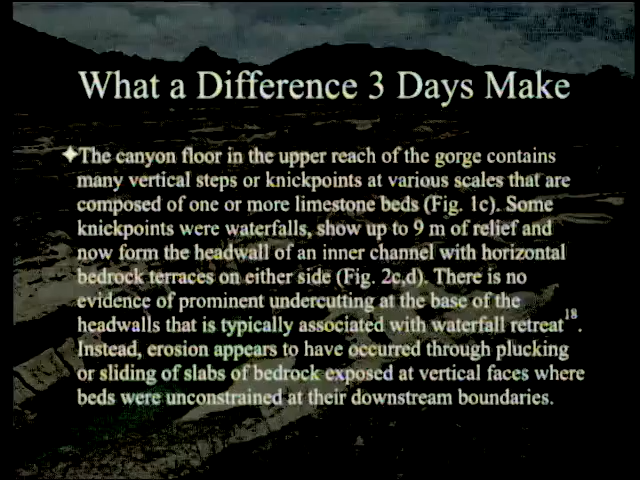 What a Difference 3 Days Make
✦The canyon floor in the upper reach of the gorge contains
many vertical steps or knickpoints at various scales that are
composed of one or more limestone beds (Fig. 1c). Some
knickpoints were waterfalls, show up to 9 m of relief and
now form the headwall of an inner channel with horizontal
bedrock terraces on either side (Fig. 2c,d). There is no
evidence of prominent undercutting at the base of the
headwalls that is typically associated with waterfall retreat18.
Instead, erosion appears to have occurred through plucking
or sliding of slabs of bedrock exposed at vertical faces where
beds were unconstrained at their downstream boundaries.